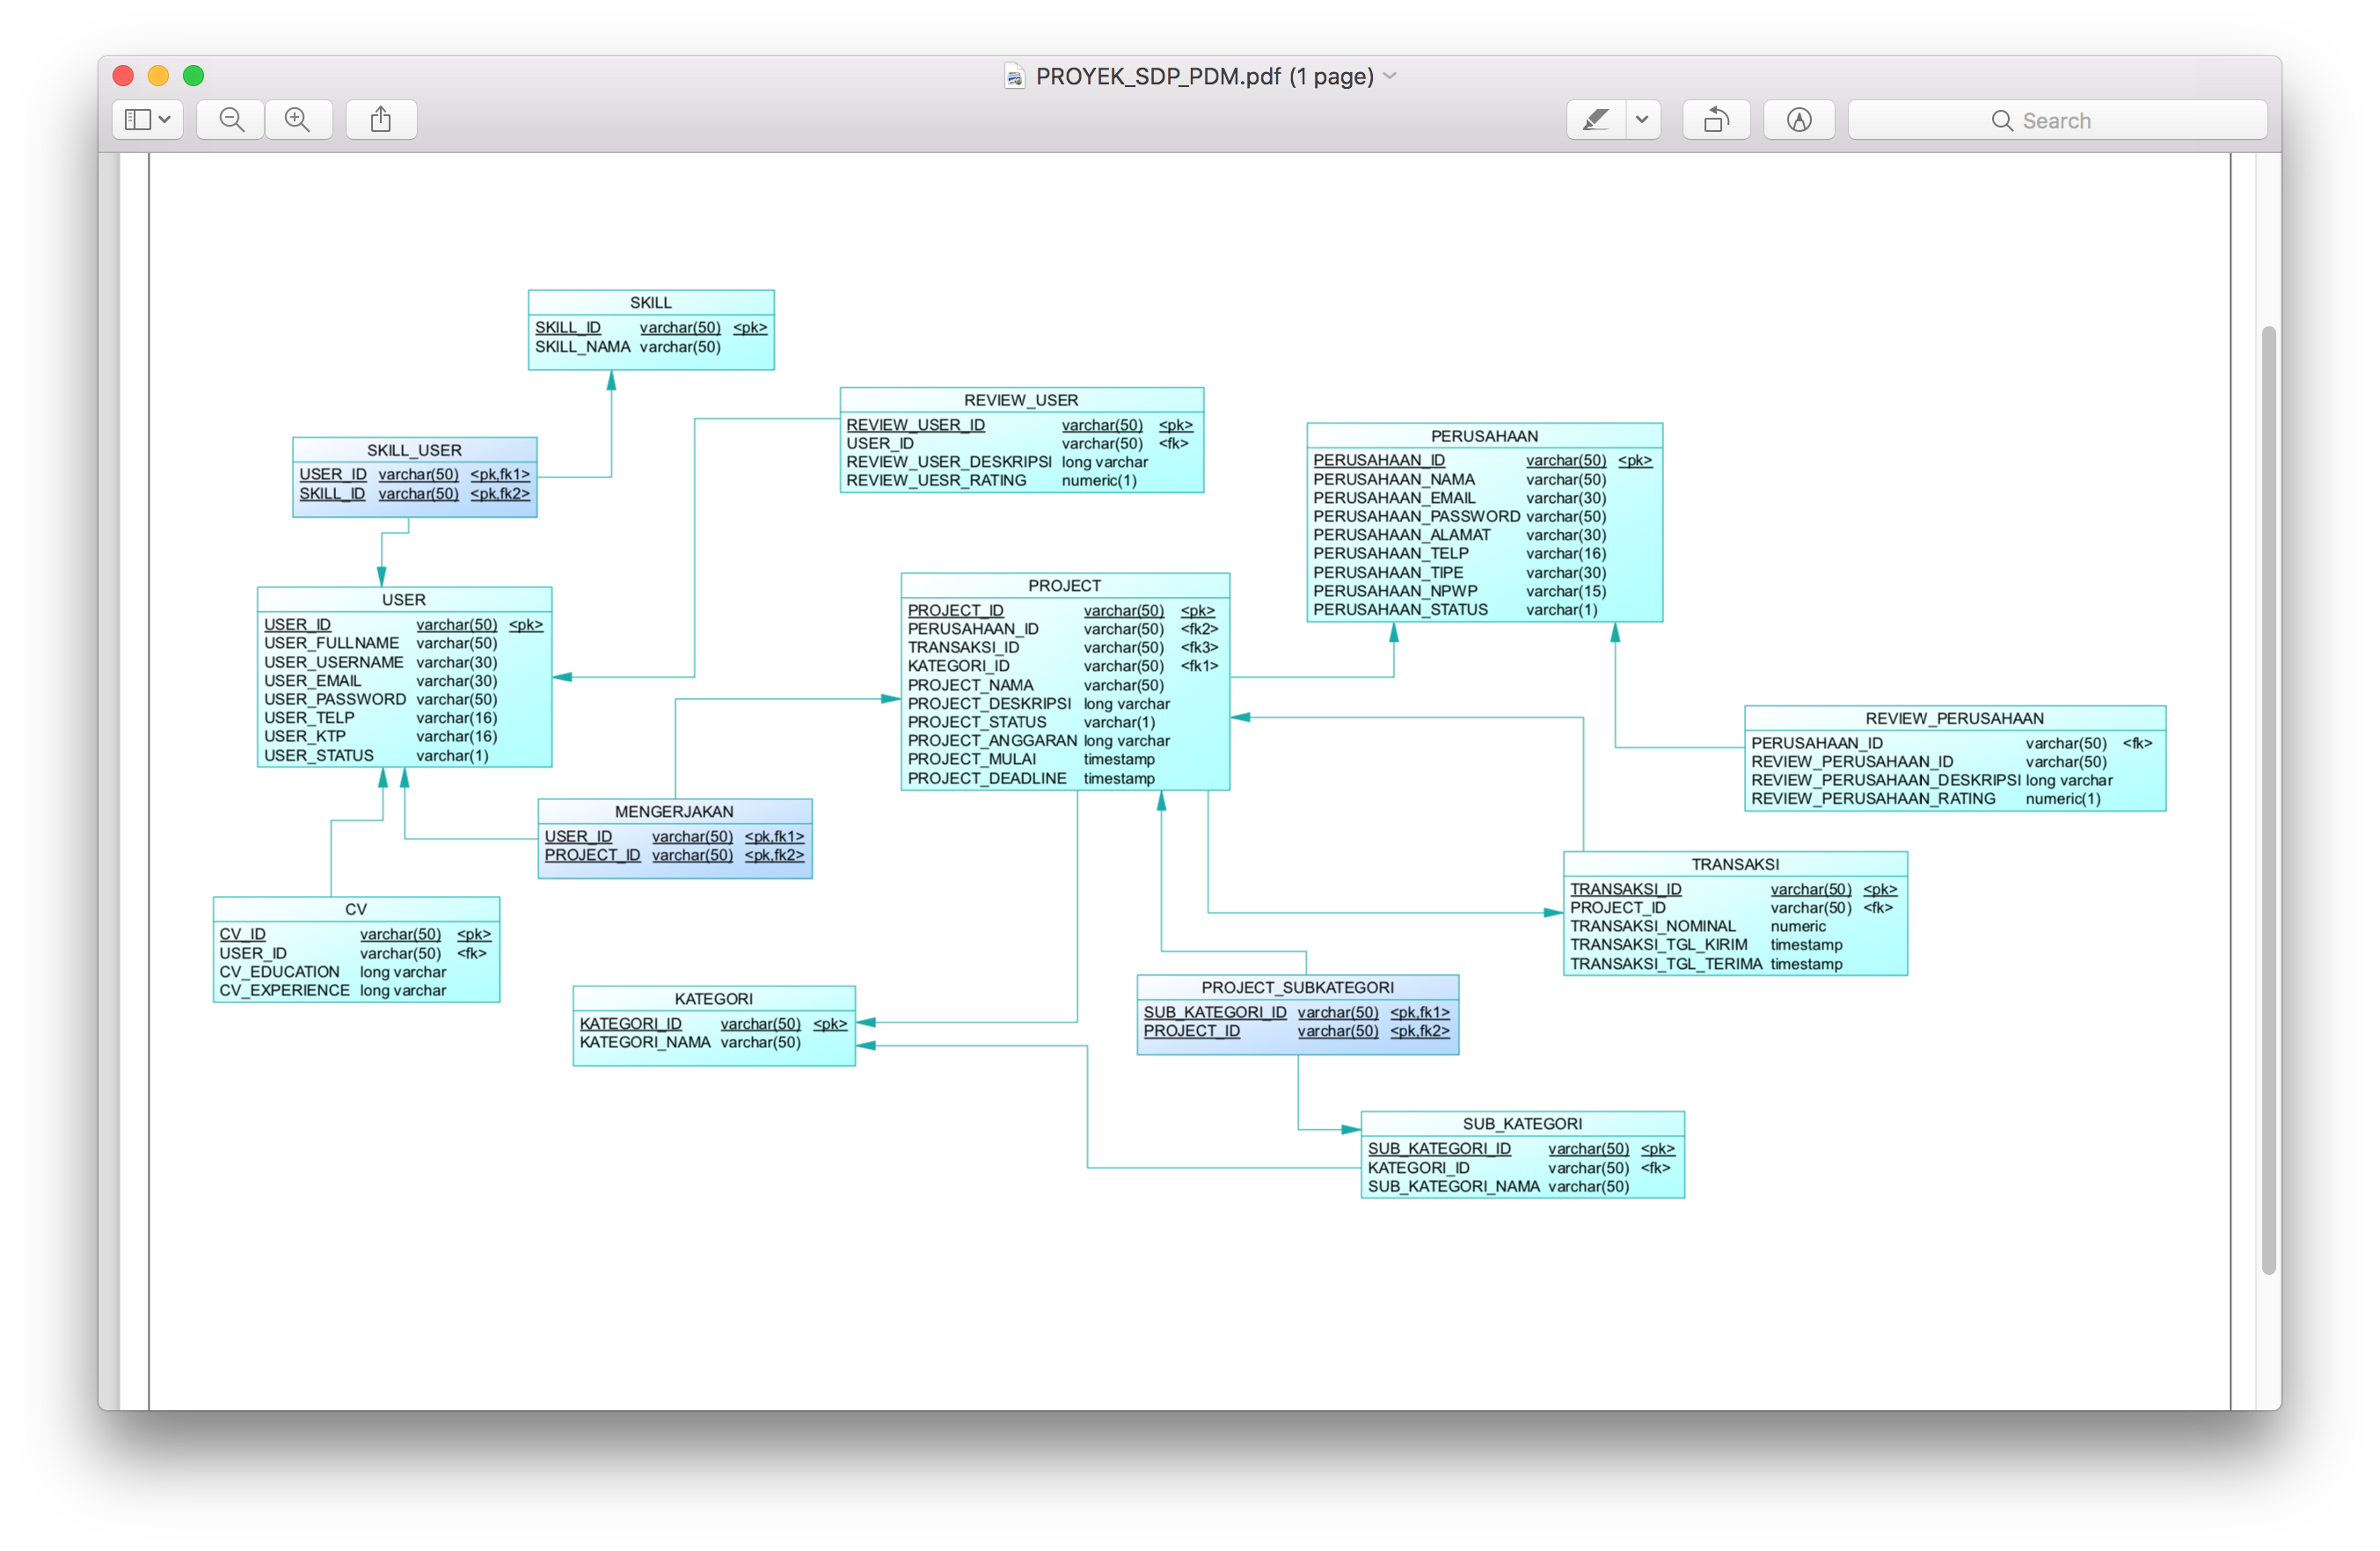 PROYEK_SDP_PDM.pdf (1 page)
Search
SKILL
SKILL_ID varchar(50) <pk>
SKILL_NAMA varchar(50)
REVIEW_USER
REVIEW_USER_ID varchar(50) <pk>
USER_ID varchar(50) <fk>
REVIEW_USER_DESKRIPSI long varchar
REVIEW_UESR_RATING numeric(1)
PERUSAHAAN
PERUSAHAAN_ID varchar(50) <pk>
PERUSAHAAN_NAMA varchar(50)
PERUSAHAAN_EMAIL varchar(30)
PERUSAHAAN_PASSWORD varchar(50)
PERUSAHAAN_ALAMAT varchar(30)
PERUSAHAAN_TELP varchar(16)
PERUSAHAAN_TIPE varchar(30)
PERUSAHAAN_NPWP varchar(15)
PERUSAHAAN_STATUS varchar(1)
SKILL_USER
USER_ID varchar(50) <pk,fk1>
SKILL_ID varchar(50) <pk,fk2>
USER
USER_ID varchar(50) <pk>
USER_FULLNAME varchar(50)
USER_USERNAME varchar(30)
USER_EMAIL varchar(30)
USER_PASSWORD varchar(50)
USER_TELP varchar(16)
USER_KTP varchar(16)
USER_STATUS varchar(1)
PROJECT
PROJECT_ID varchar(50) <pk>
PERUSAHAAN_ID varchar(50) <fk2>
TRANSAKSI_ID varchar(50) <fk3>
KATEGORI_ID varchar(50) <fk1>
PROJECT_NAMA varchar(50)
PROJECT_DESKRIPSI long varchar
PROJECT_STATUS varchar(1)
PROJECT_ANGGARAN long varchar
PROJECT_MULAI timestamp
PROJECT_DEADLINE timestamp
REVIEW_PERUSAHAAN
PERUSAHAAN_ID varchar(50) <fk>
REVIEW_PERUSAHAAN_ID varchar(50)
REVIEW_PERUSAHAAN_DESKRIPSI long varchar
REVIEW_PERUSAHAAN_RATING numeric(1)
MENGERJAKAN
USER_ID varchar(50) <pk,fk1>
PROJECT_ID varchar(50) <pk,fk2>
TRANSAKSI
TRANSAKSI_ID varchar(50) <pk>
PROJECT_ID varchar(50) <fk>
TRANSAKSI_NOMINAL numeric
TRANSAKSI_TGL_KIRIM timestamp
TRANSAKSI_TGL_TERIMA timestamp
CV
CV_ID varchar(50) <pk>
USER_ID varchar(50) <fk>
CV_EDUCATION long varchar
CV_EXPERIENCE long varchar
KATEGORI
KATEGORI_ID varchar(50) <pk>
KATEGORI_NAMA varchar(50)
PROJECT_SUBKATEGORI
SUB_KATEGORI_ID varchar(50) <pk,fk1>
PROJECT_ID varchar(50) <pk,fk2>
SUB_KATEGORI
SUB_KATEGORI_ID varchar(50) <pk>
KATEGORI_ID varchar(50) <fk>
SUB_KATEGORI_NAMA varchar(50)